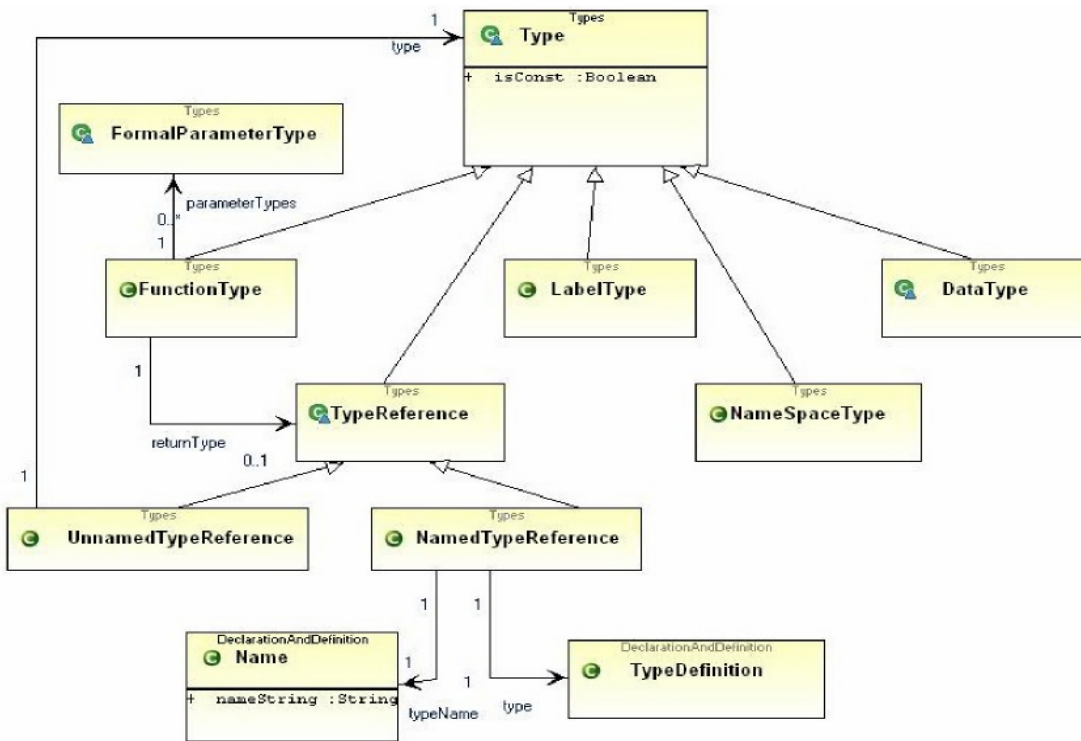 Types
Type
+ isConst :Boolean
1
type
Types
FormalParameterType
parameterTypes
0..*
1
Types
FunctionType
Types
LabelType
Types
DataType
1
returnType
0..1
Types
TypeReference
Types
NameSpaceType
1
Types
UnnamedTypeReference
Types
NamedTypeReference
1
1
DeclarationAndDefinition
Name
+ nameString :String
1
typeName
1
type
DeclarationAndDefinition
TypeDefinition